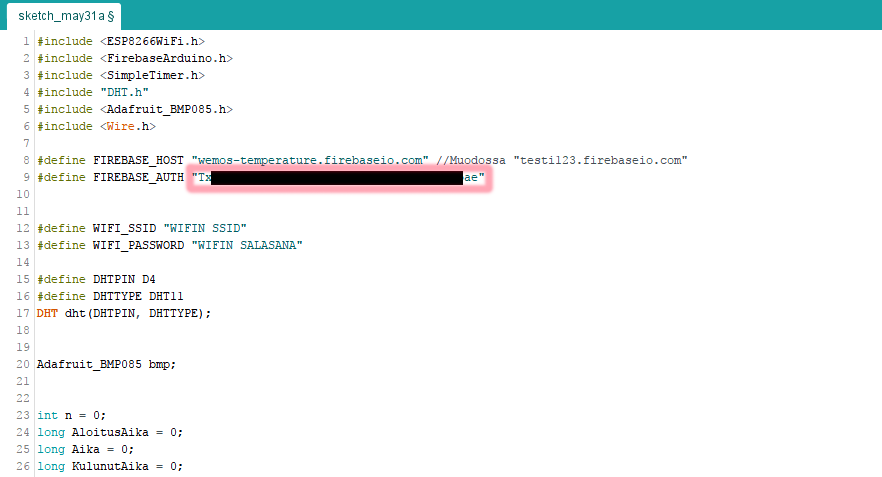 sketch_may31a §
1 #include <ESP8266WiFi.h>
2 #include <FirebaseArduino.h>
3 #include <SimpleTimer.h>
4 #include "DHT.h"
5 #include <Adafruit_BMP085.h>
6 #include <Wire.h>
7
8 #define FIREBASE_HOST "wemos-temperature.firebaseio.com" //Muodossa "testi123.firebaseio.com"
9 #define FIREBASE_AUTH "Tx ae"
10
11
12 #define WIFI_SSID "WIFIN SSID"
13 #define WIFI_PASSWORD "WIFIN SALASANA"
14
15 #define DHTPIN D4
16 #define DHTTYPE DHT11
17 DHT dht(DHTPIN, DHTTYPE);
18
19
20 Adafruit_BMP085 bmp;
21
22
23 int n = 0;
24 long AloitusAika = 0;
25 long Aika = 0;
26 long KulunutAika = 0;